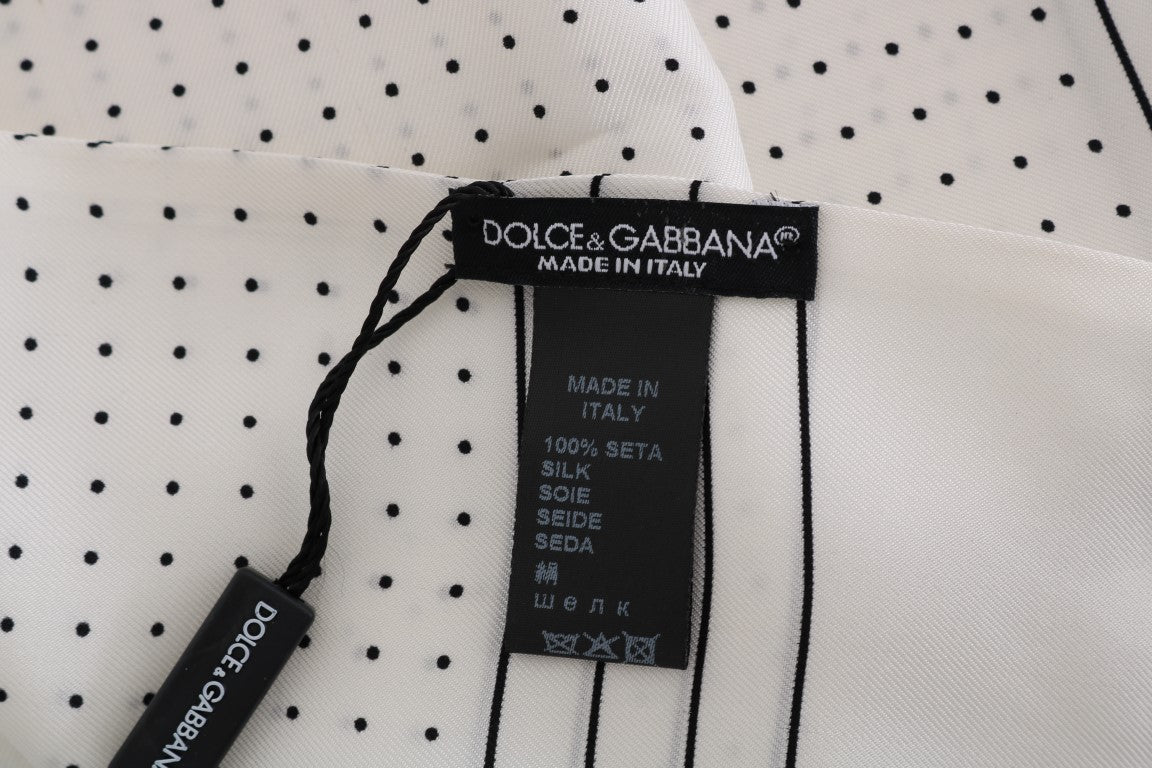 DOLCE&GABBANA
MADE IN ITALY
MADE IN
ITALY
100% SETA
SILK
SOIE
SEIDE
SEDA
絹
шелк
DOLCE&GABBANA